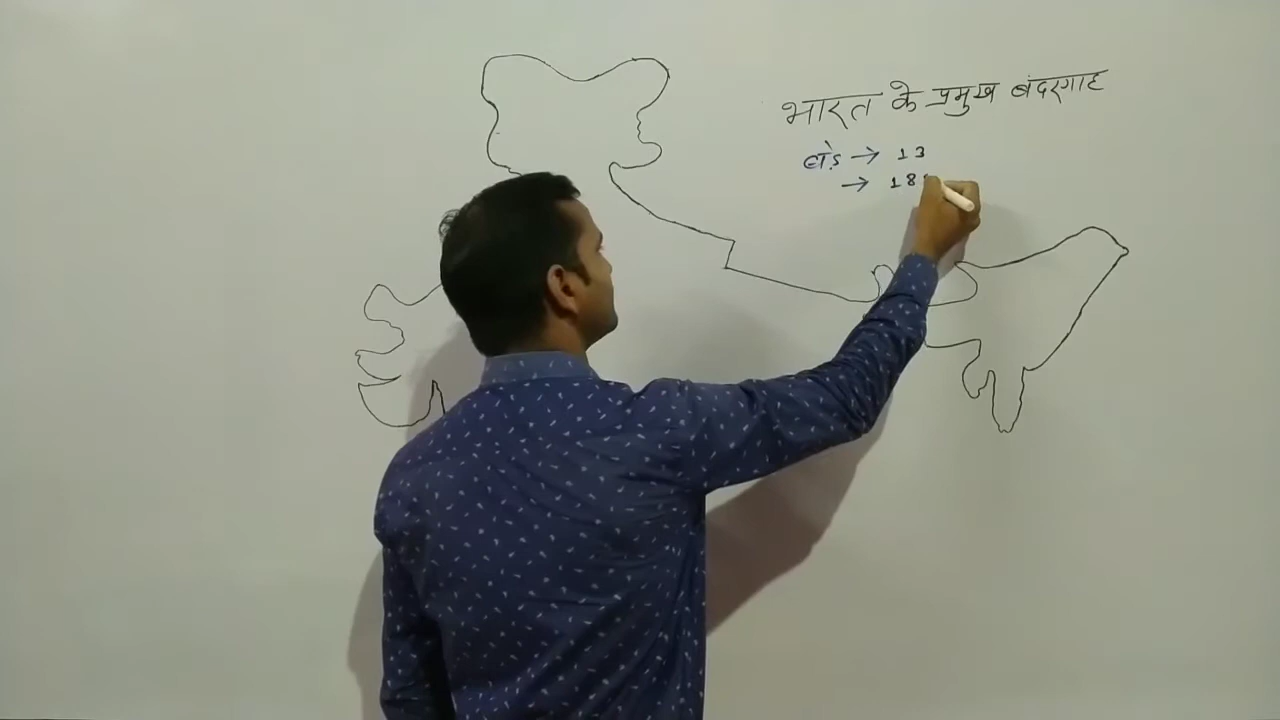 भारत के प्रमुख बंदरगाह
बड़े → 13
→ 18